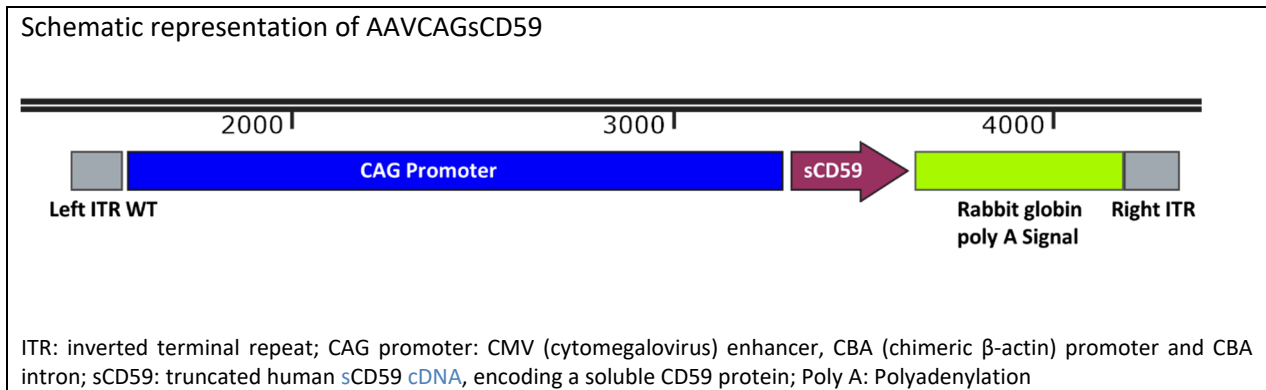 Schematic representation of AAVCAGsCD59
2000 3000 4000
CAG Promoter sCD59
Left ITR WT Rabbit globin Right ITR
poly A Signal
ITR: inverted terminal repeat; CAG promoter: CMV (cytomegalovirus) enhancer, CBA (chimeric β-actin) promoter and CBA
intron; sCD59: truncated human sCD59 cDNA, encoding a soluble CD59 protein; Poly A: Polyadenylation